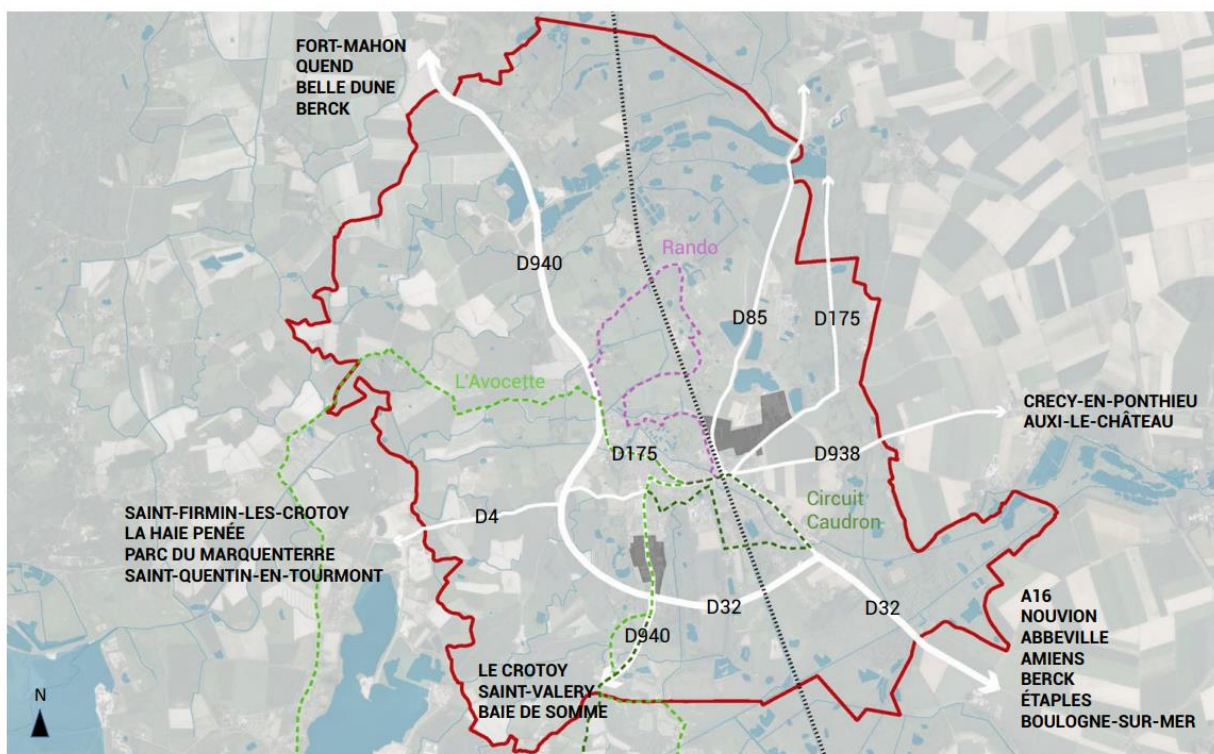 FORT-MAHON
QUEND
BELLE DUNE
BERCK
Rando
D940
D85
D175
L'Avocette
CRECY-EN-PONTHIEU
AUXI-LE-CHÂTEAU
D175
D938
Circuit
Caudron
SAINT-FIRMIN-LES-CROTOY
LA HAIE PENÉE
PARC DU MARQUENTERRE
SAINT-QUENTIN-EN-TOURMONT
D4
D32
D32
A16
NOUVION
ABBEVILLE
AMIENS
BERCK
ÉTAPLES
BOULOGNE-SUR-MER
D940
LE CROTOY
SAINT-VALERY
BAIE DE SOMME
N